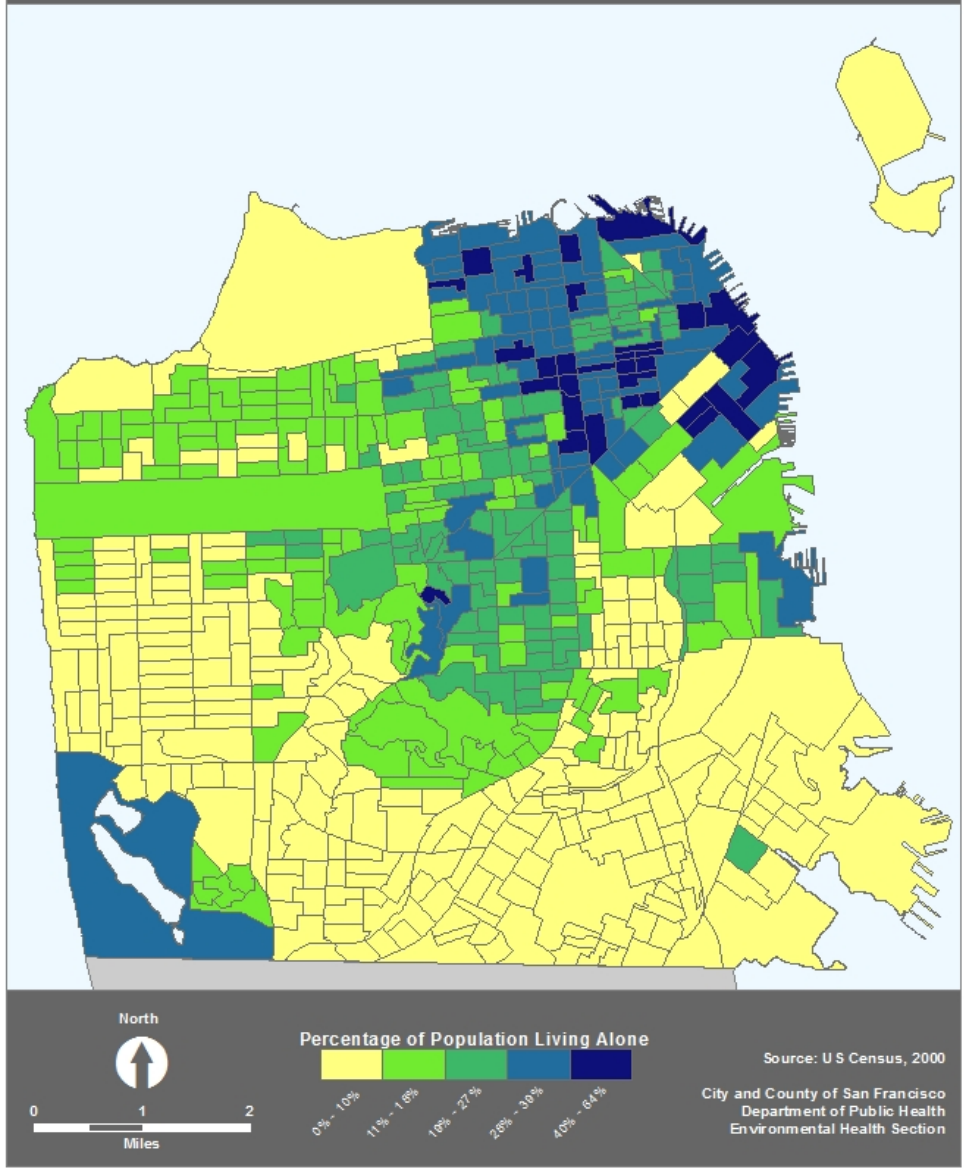 North
0 1 2
Miles
Percentage of Population Living Alone
0% - 10%
11% - 18%
19% - 27%
28% - 39%
40% - 64%
Source: US Census, 2000
City and County of San Francisco
Department of Public Health
Environmental Health Section